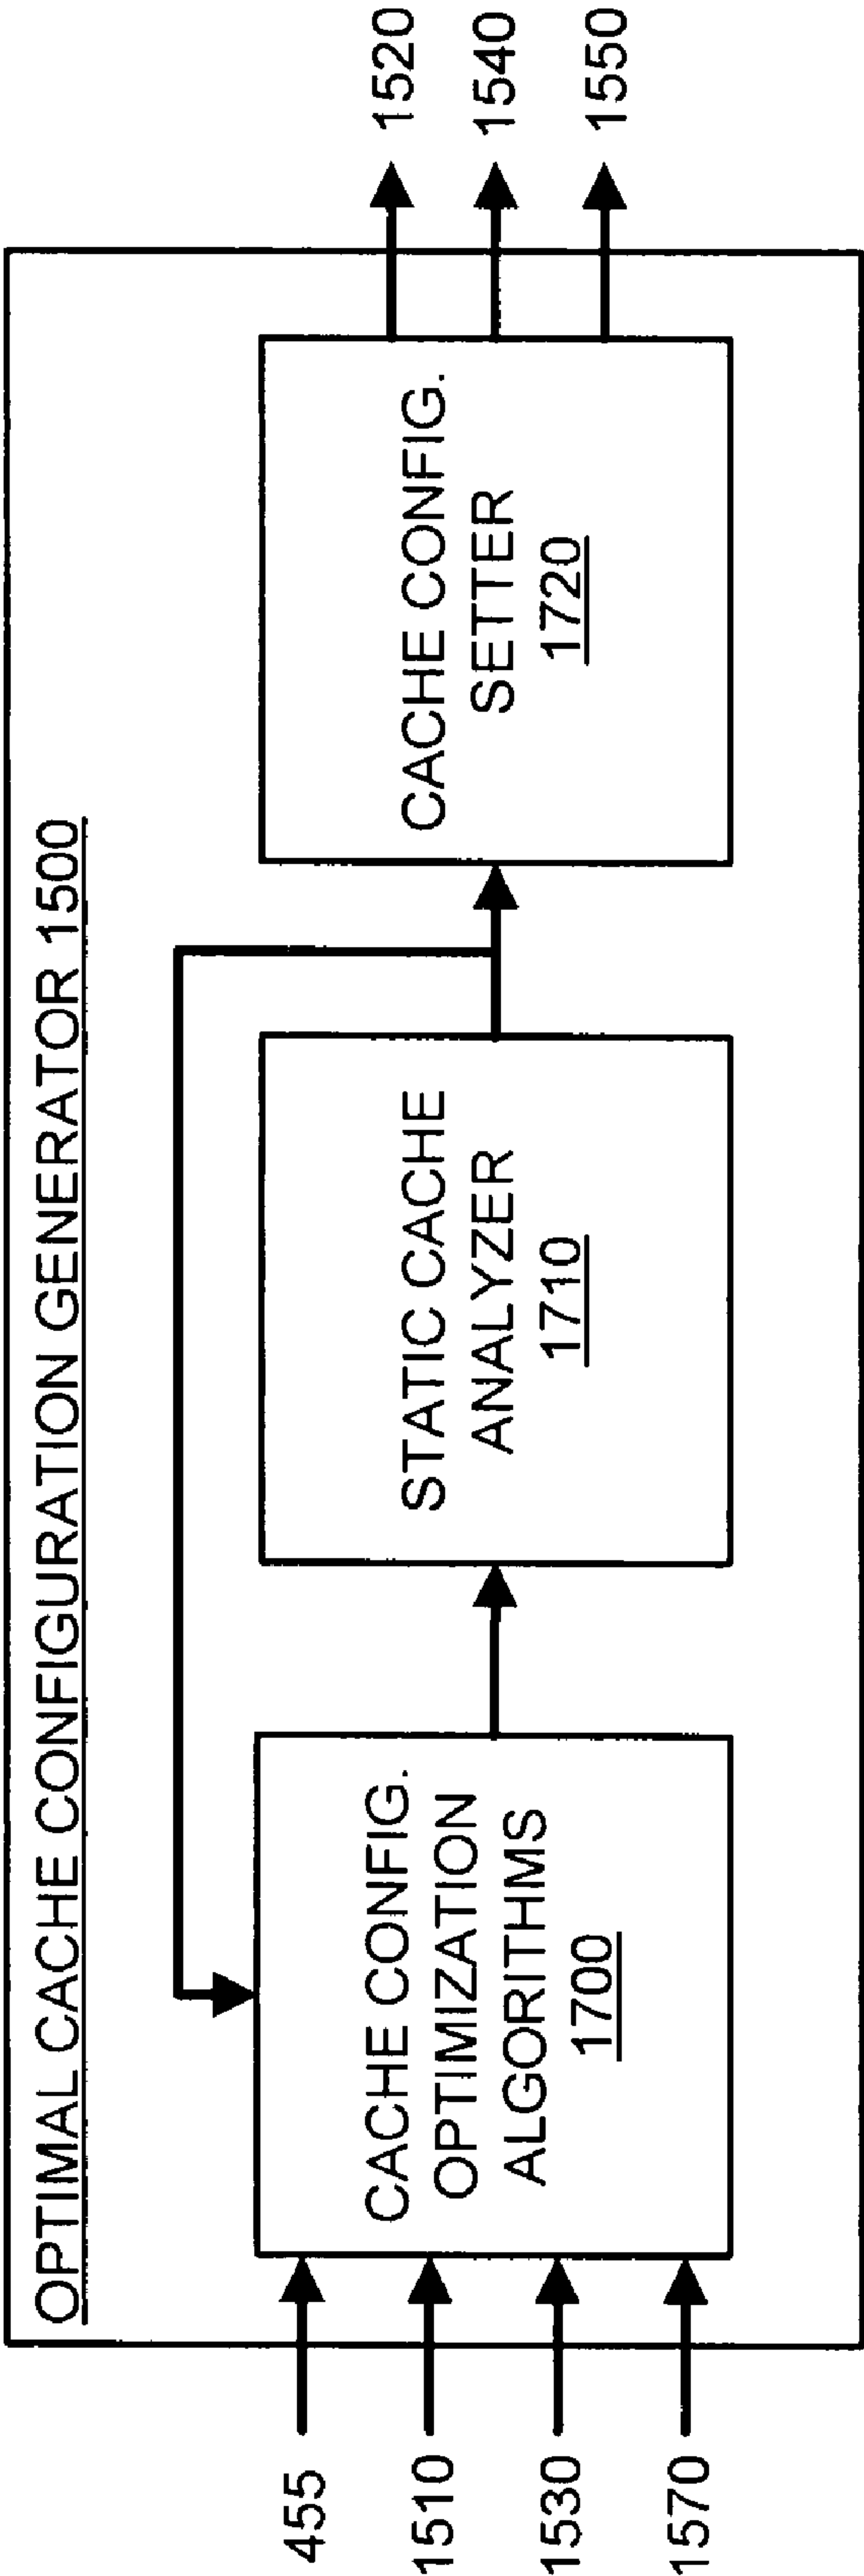 OPTIMAL CACHE CONFIGURATION GENERATOR 1500
455
1510
1530
1570
CACHE CONFIG.
OPTIMIZATION
ALGORITHMS
1700
STATIC CACHE
ANALYZER
1710
CACHE CONFIG.
SETTER
1720
1520
1540
1550